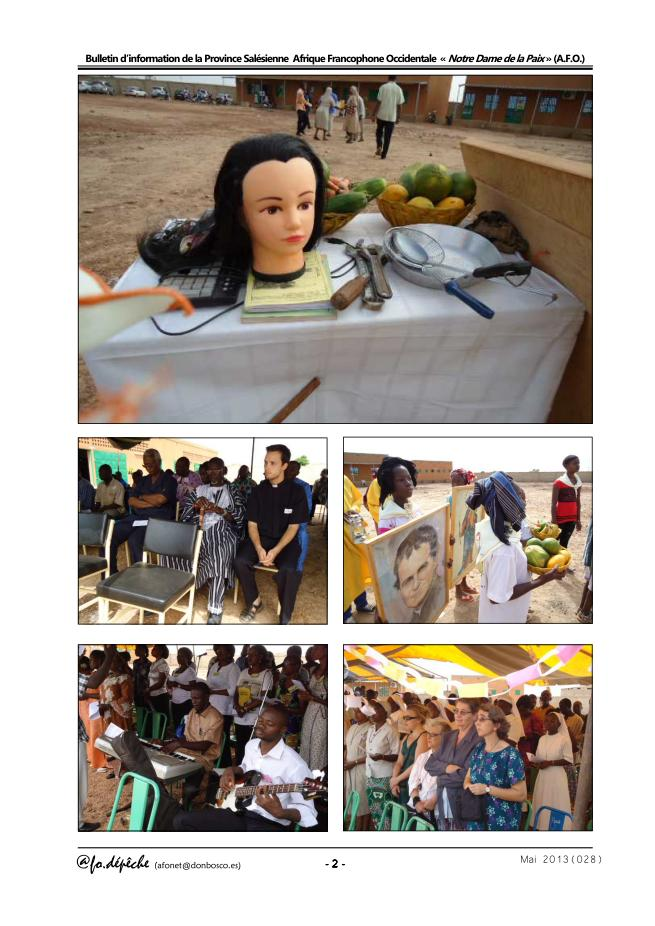 Bulletin d'information de la Province Salésienne Afrique Francophone Occidentale « Notre Dame de la Paix » (A.F.O.)
@fo.dépêche (afonet@donbosco.es)
- 2 -
Mai 2013(028)